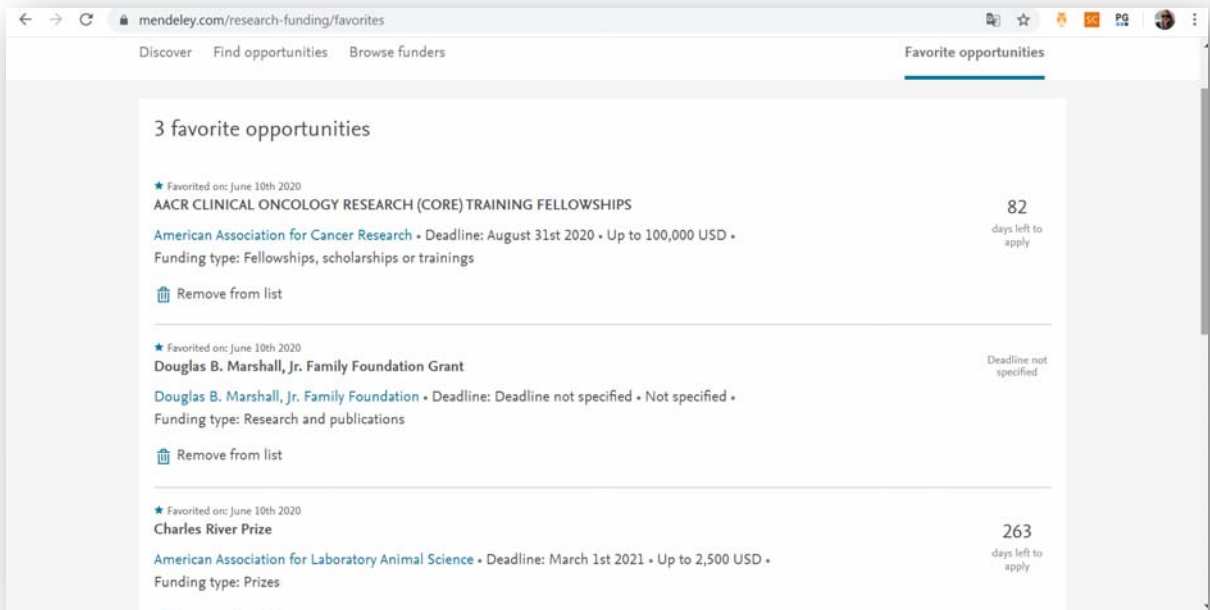 mendeley.com/research-funding/favorites
SC
PG
Discover Find opportunities Browse funders Favorite opportunities
3 favorite opportunities
★ Favorited on: June 10th 2020
AACR CLINICAL ONCOLOGY RESEARCH (CORE) TRAINING FELLOWSHIPS
82
days left to
apply
American Association for Cancer Research • Deadline: August 31st 2020 • Up to 100,000 USD •
Funding type: Fellowships, scholarships or trainings
Remove from list
★ Favorited on: June 10th 2020
Douglas B. Marshall, Jr. Family Foundation Grant
Deadline not
specified
Douglas B. Marshall, Jr. Family Foundation • Deadline: Deadline not specified • Not specified •
Funding type: Research and publications
Remove from list
★ Favorited on: June 10th 2020
Charles River Prize
263
days left to
apply
American Association for Laboratory Animal Science • Deadline: March 1st 2021 • Up to 2,500 USD •
Funding type: Prizes